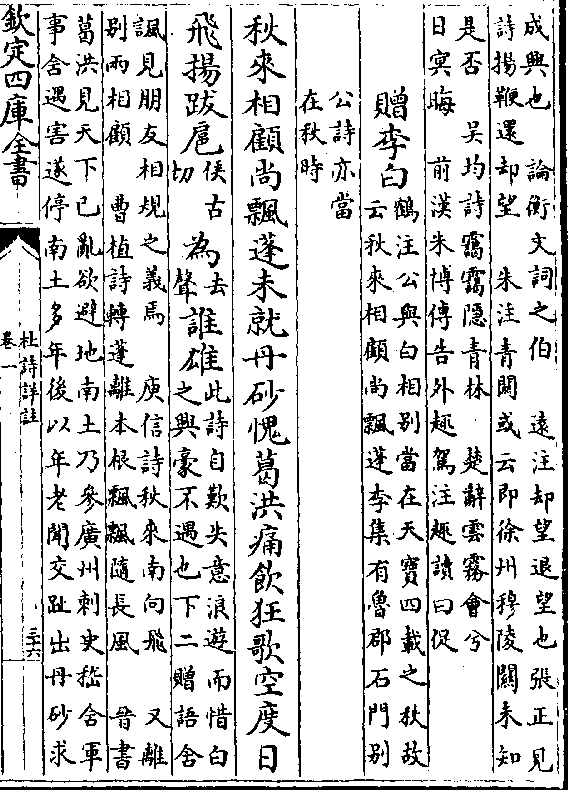 成興也　論衡文詞之伯　遠注却望退望也張正見
詩揚鞭還却望　朱注青關或云即徐州穆陵關未知
是否　吴均詩靄靄隱青林　楚辭雲霧會兮
日㝠晦　前漢朱博傳告外趣駕注趣讀曰促
贈李白鶴注公與白相别當在天寶四載之秋故
云秋來相顧尚飄蓬李集有魯郡石門别
公詩亦當
在秋時
秋來相顧尚飄蓬未就丹砂愧葛洪痛飲狂歌空度日
飛揚跋扈侯古
切為去
聲誰雄此詩自歎失意浪遊而惜白
之興豪不遇也下二贈語含
諷見朋友相規之義焉　庾信詩秋來南向飛　又離
别兩相顧　曹植詩轉蓬離本根飄飄隨長風　晉書
葛洪見天下已亂欲避地南土乃參廣州刺史嵇含軍
事含遇害遂停南土多年後以年老聞交趾出丹砂求
欽定四庫全書
杜詩詳註
卷一
三十六